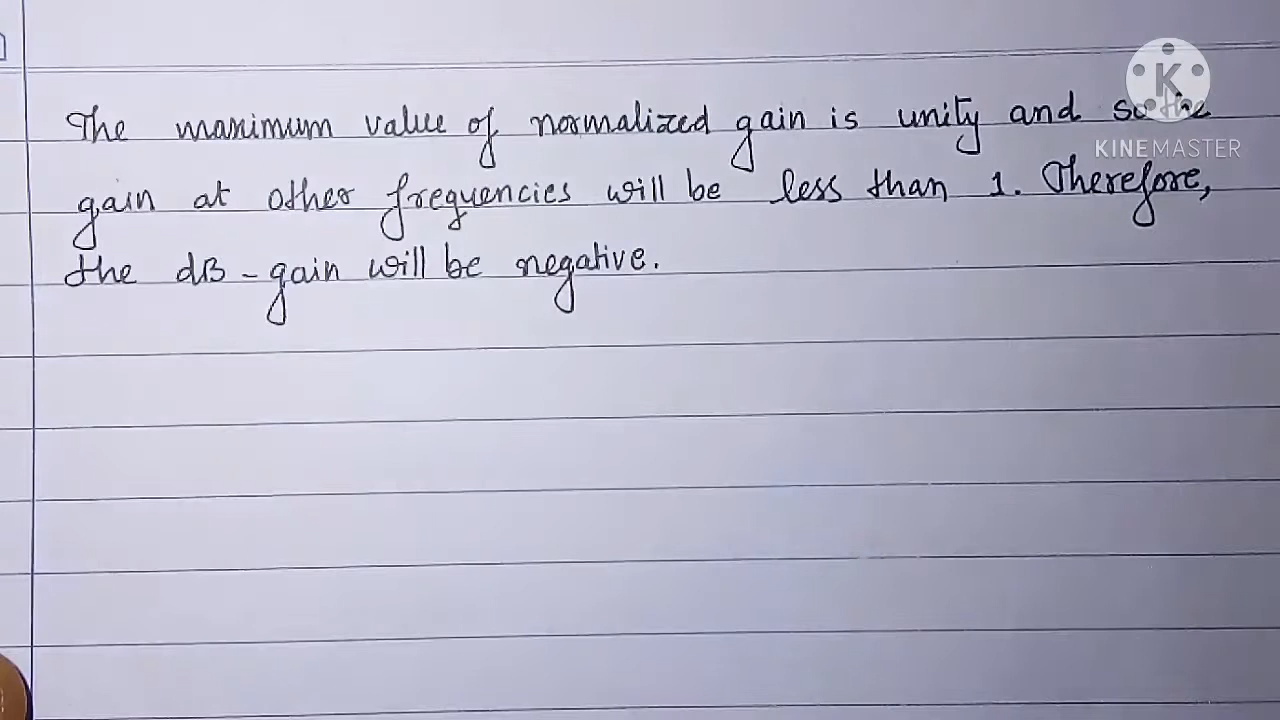 The maximum value of normalized gain is unity and so the
gain at other frequencies will be less than 1. Therefore,
the dB-gain will be negative.
K
KINEMASTER